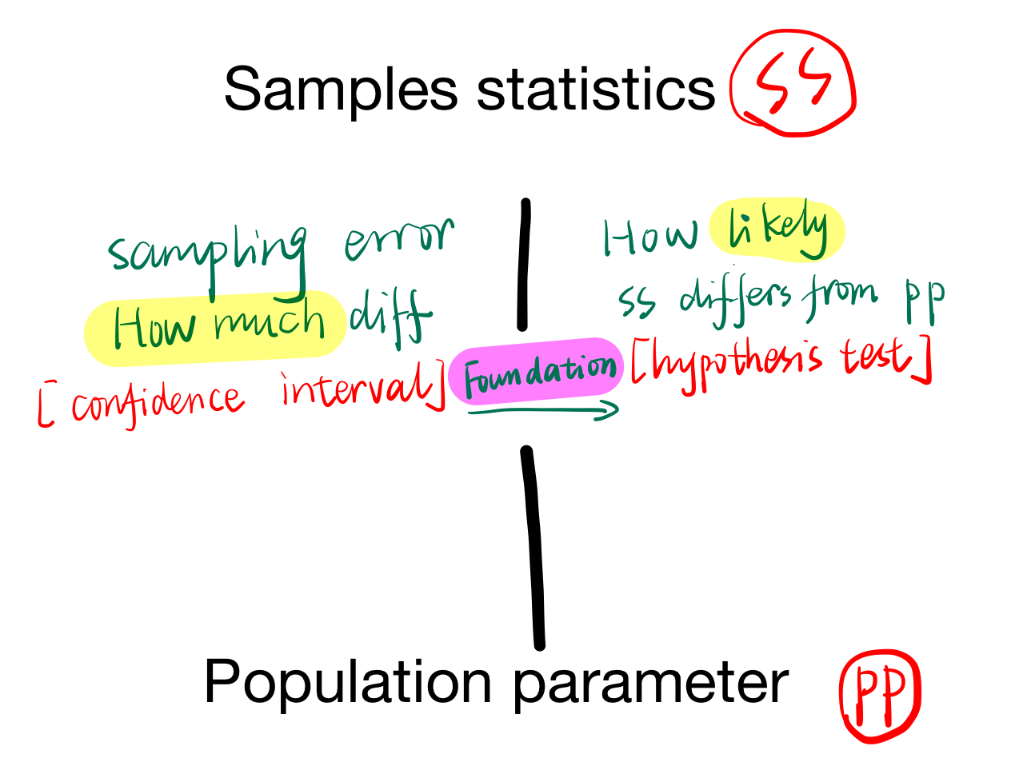 Samples statistics SS
sampling error
How much diff
[confidence interval]
Foundation
How likely
ss differs from pp
[hypothesis test]
Population parameter PP